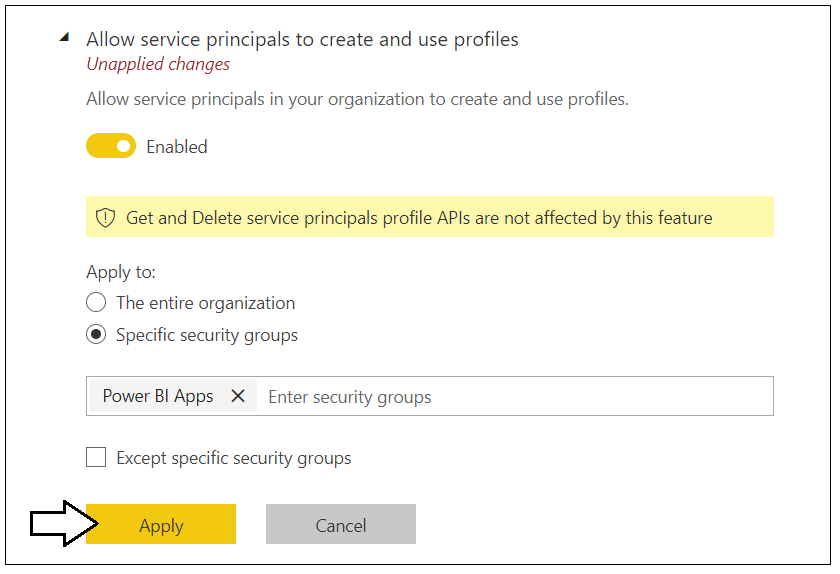 Allow service principals to create and use profiles
Unapplied changes
Allow service principals in your organization to create and use profiles.
Enabled
Get and Delete service principals profile APIs are not affected by this feature
Apply to:
The entire organization
Specific security groups
Power BI Apps Enter security groups
Except specific security groups
Apply Cancel